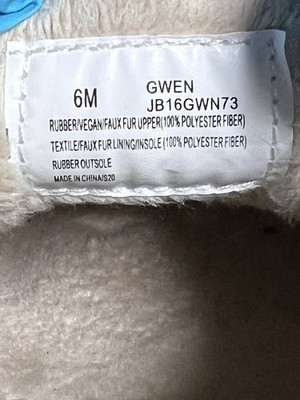 6M
GWEN
JB16GWN73
RUBBER/VEGAN/FAUX FUR UPPER(100% POLYESTER FIBER)
TEXTILE/FAUX FUR LINING/INSOLE(100% POLYESTER FIBER)
RUBBER OUTSOLE
MADE IN CHINA/S20